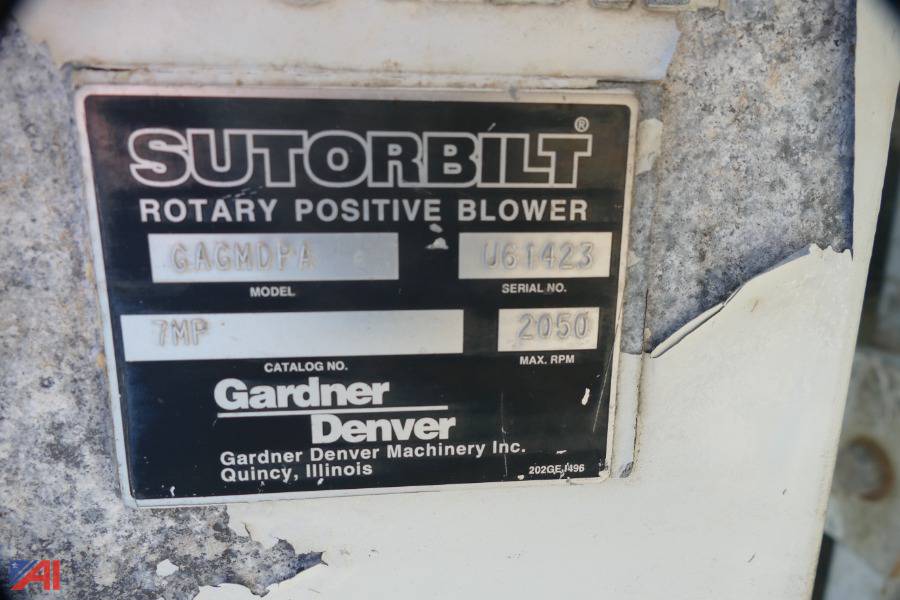 SUTORBILT®
ROTARY POSITIVE BLOWER
GAGMDPA U61423
MODEL SERIAL NO.
7MP 2050
CATALOG NO. MAX. RPM
Gardner
Denver
Gardner Denver Machinery Inc.
Quincy, Illinois 202GEJ496
AI